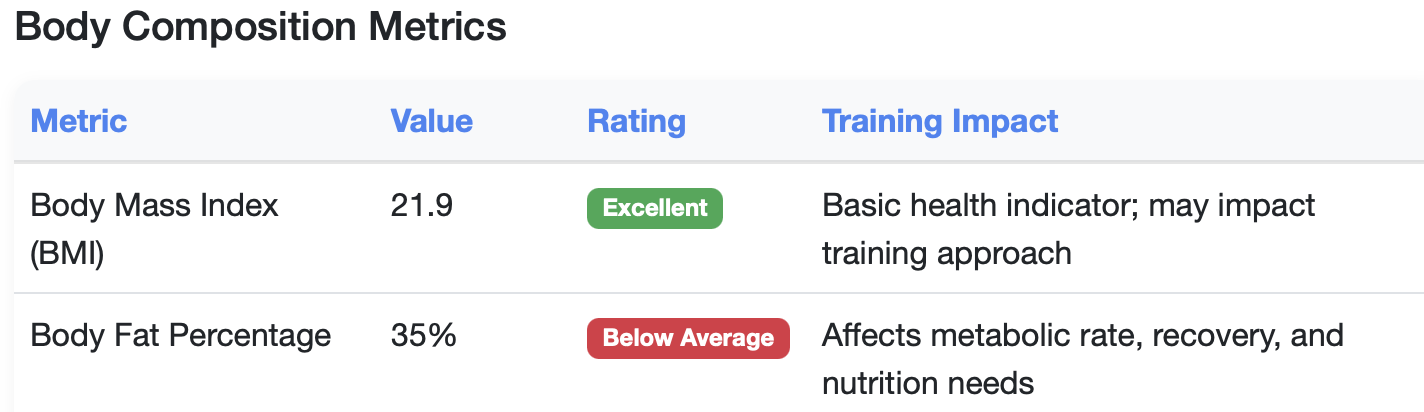 Body Composition Metrics
Metric Value Rating Training Impact
Body Mass Index 21.9 Excellent Basic health indicator; may impact
(BMI) training approach
Body Fat Percentage 35% Below Average Affects metabolic rate, recovery, and
nutrition needs